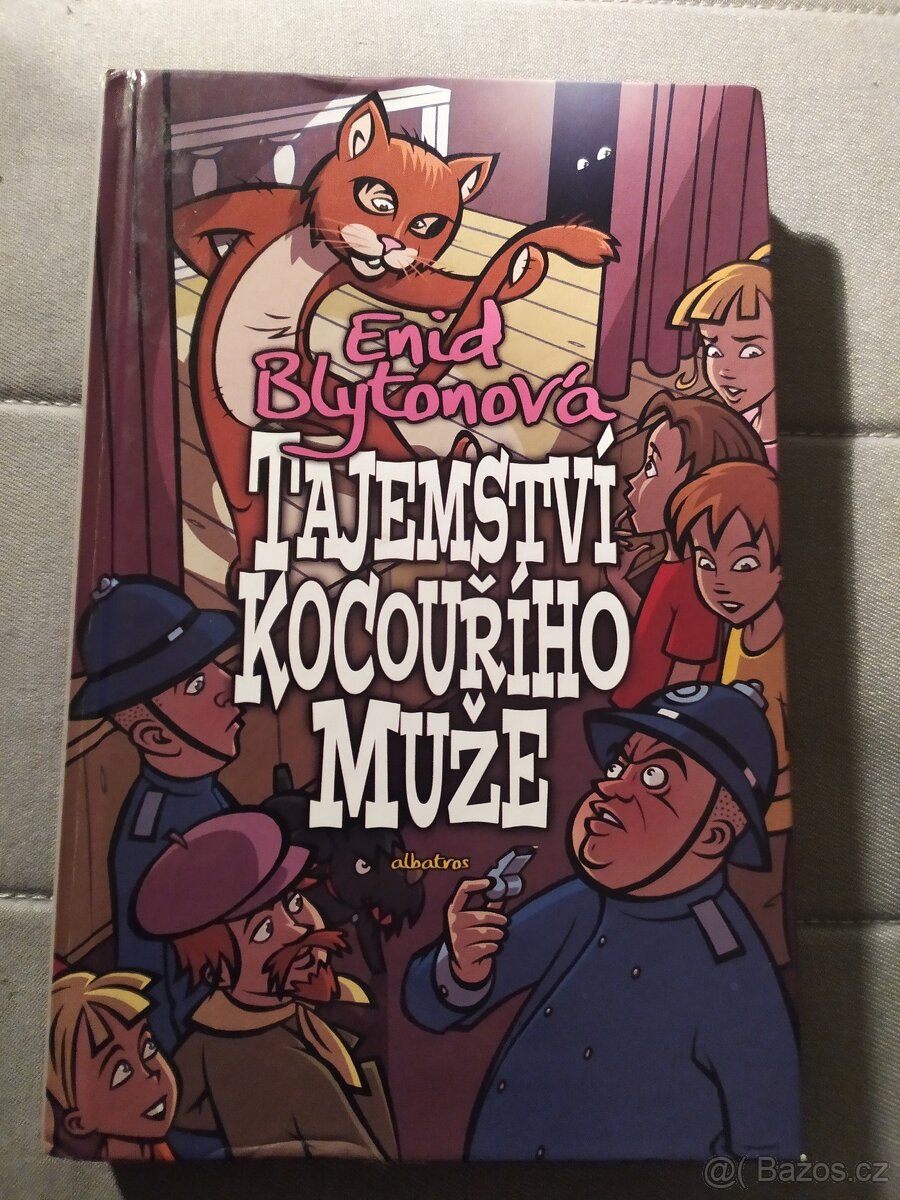 Enid
Blytonová
TAJEMSTVÍ
KOCOUŘÍHO
MUŽE
albatros
@( Bazos.cz